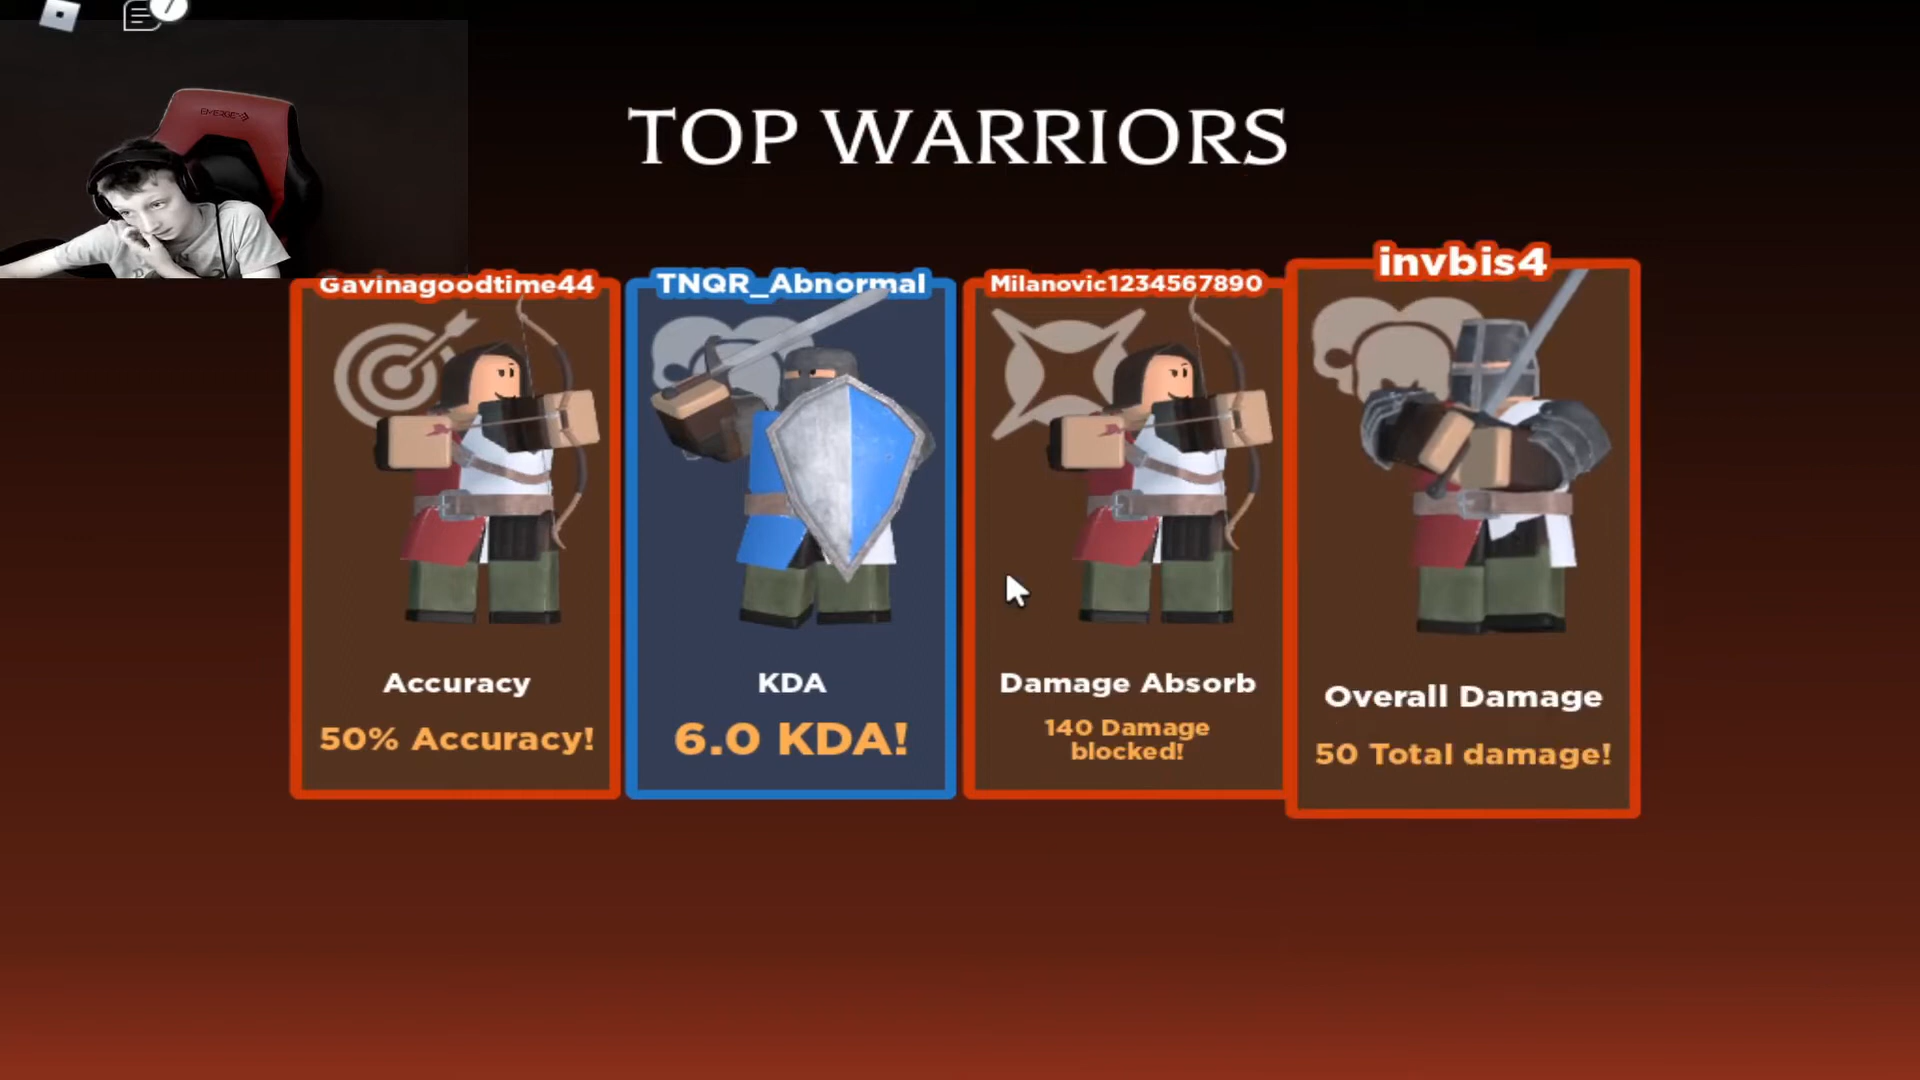 TOP WARRIORS
EMERGE
Gavinagoodtime44
TNQR_Abnormal
Milanovic1234567890
invbis4
Accuracy
50% Accuracy!
KDA
6.0 KDA!
Damage Absorb
140 Damage
blocked!
Overall Damage
50 Total damage!